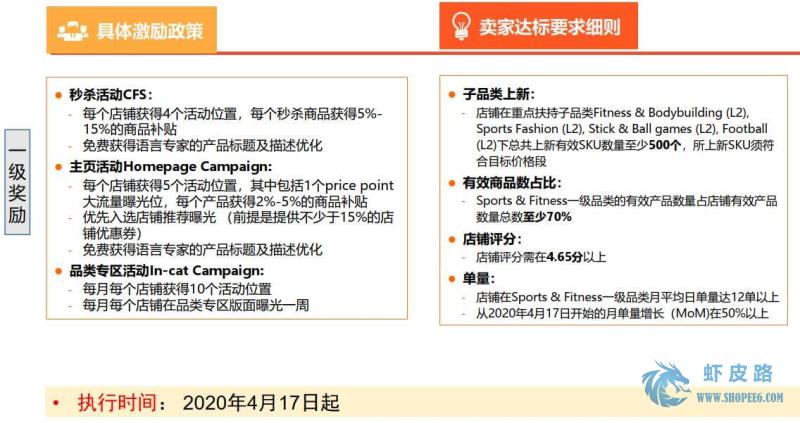 具体激励政策
卖家达标要求细则
一级奖励
秒杀活动CFS:
- 每个店铺获得4个活动位置，每个秒杀商品获得5%-
15%的商品补贴
- 免费获得语言专家的产品标题及描述优化
主页活动Homepage Campaign:
- 每个店铺获得5个活动位置，其中包括1个price point
大流量曝光位，每个产品获得2%-5%的商品补贴
- 优先入选店铺推荐曝光 （前提是提供不少于15%的店
铺优惠券）
- 免费获得语言专家的产品标题及描述优化
品类专区活动In-cat Campaign:
- 每月每个店铺获得10个活动位置
- 每月每个店铺在品类专区版面曝光一周
子品类上新：
- 店铺在重点扶持子品类Fitness & Bodybuilding (L2),
Sports Fashion (L2), Stick & Ball games (L2), Football
(L2)下总共上新有效SKU数量至少500个，所上新SKU须符
合目标价格段
有效商品数占比：
- Sports & Fitness一级品类的有效产品数量占店铺有效产品
数量总数至少70%
店铺评分：
- 店铺评分需在4.65分以上
单量：
- 店铺在Sports & Fitness一级品类月平均日单量达12单以上
- 从2020年4月17日开始的月单量增长（MoM)在50%以上
执行时间： 2020年4月17日起
虾皮路
WWW.SHOPEE6.COM